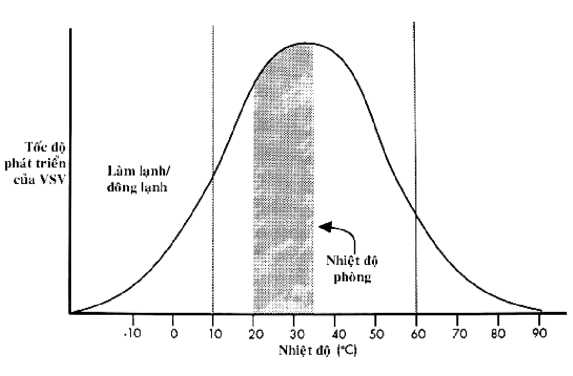 Tốc độ
phát triển
của VSV
Làm lạnh/
đông lạnh
Nhiệt độ
phòng
-10 0 10 20 30 40 50 60 70 80 90
Nhiệt độ (°C)